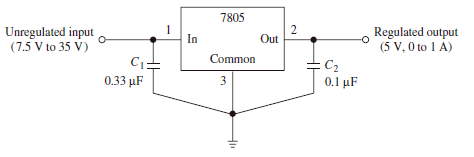 7805
Unregulated input
(7.5 V to 35 V)
1
In
Out
2
Regulated output
(5 V, 0 to 1 A)
Common
C1
0.33 µF
3
C2
0.1 µF